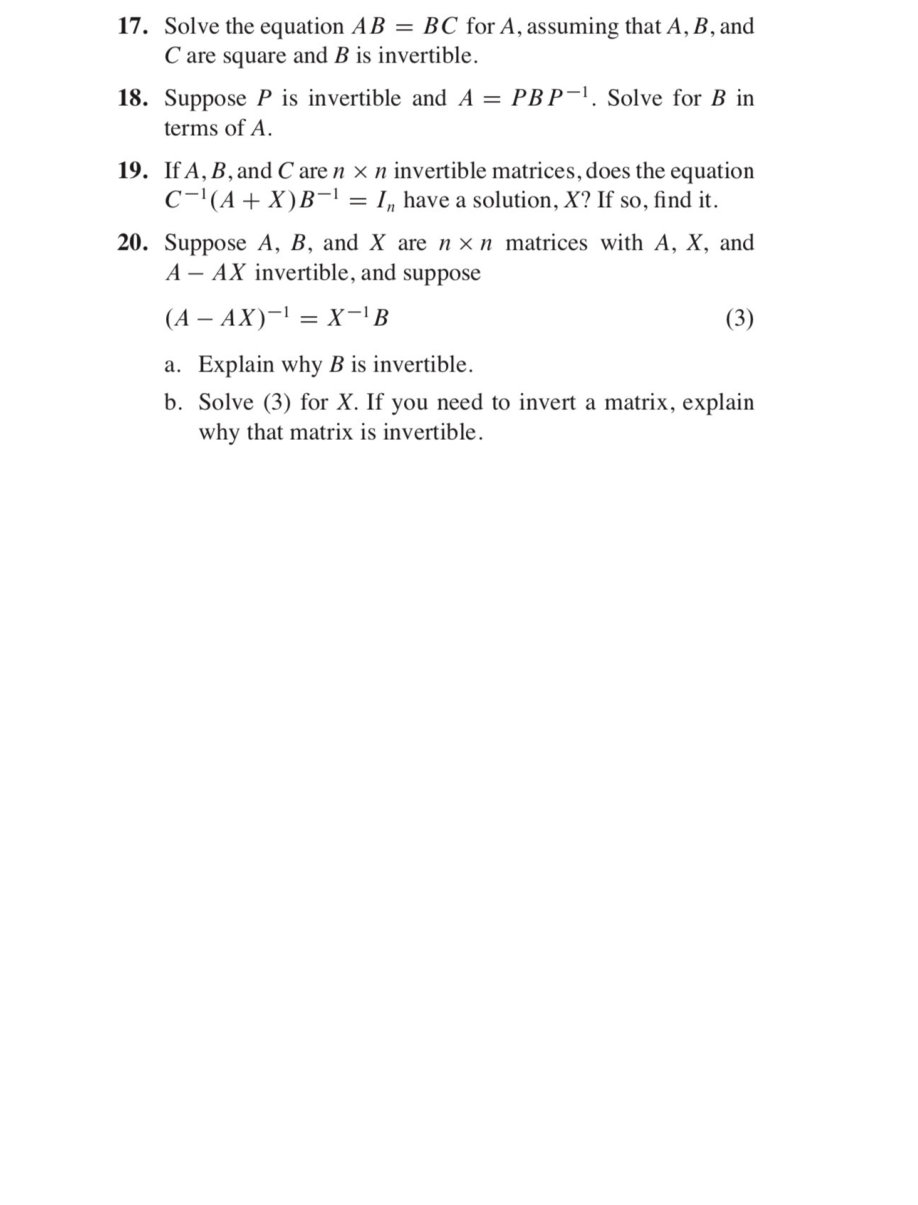 17. Solve the equation AB = BC for A, assuming that A, B, and
C are square and B is invertible.
18. Suppose P is invertible and A = PBP⁻¹. Solve for B in
terms of A.
19. If A, B, and C are n × n invertible matrices, does the equation
C⁻¹(A + X)B⁻¹ = Iₙ have a solution, X? If so, find it.
20. Suppose A, B, and X are n × n matrices with A, X, and
A − AX invertible, and suppose
(A − AX)⁻¹ = X⁻¹B (3)
a. Explain why B is invertible.
b. Solve (3) for X. If you need to invert a matrix, explain
why that matrix is invertible.